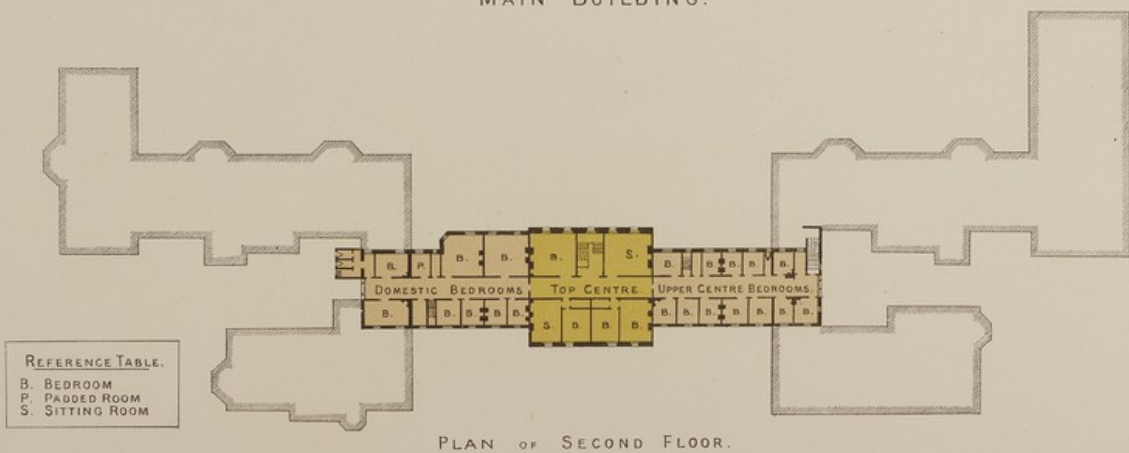 MAIN BUILDING.
B. P. B. B. B. S. B. B. B. B. B.
DOMESTIC BEDROOMS TOP CENTRE UPPER CENTRE BEDROOMS.
B. B. B. B. B. S. B. B. B. B. B. B. B. B. B. B.
REFERENCE TABLE.
B. BEDROOM
P. PADDED ROOM
S. SITTING ROOM
PLAN OF SECOND FLOOR.